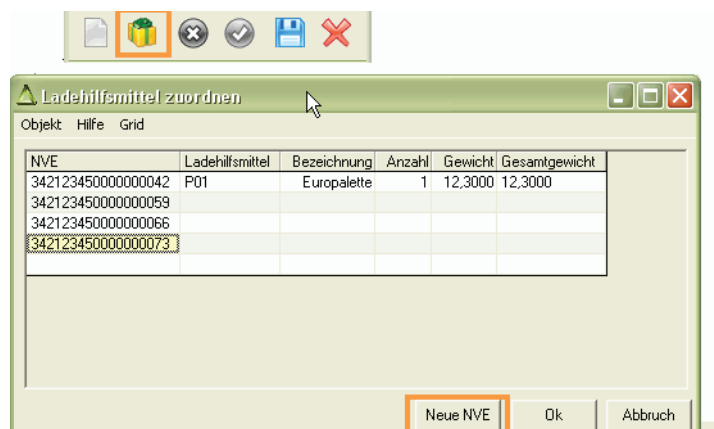 Ladehilfsmittel zuordnen
Objekt Hilfe Grid
NVE Ladehilfsmittel Bezeichnung Anzahl Gewicht Gesamtgewicht
342123450000000042 P01 Europalette 1 12,3000 12,3000
342123450000000059
342123450000000066
342123450000000073
Neue NVE Ok Abbruch